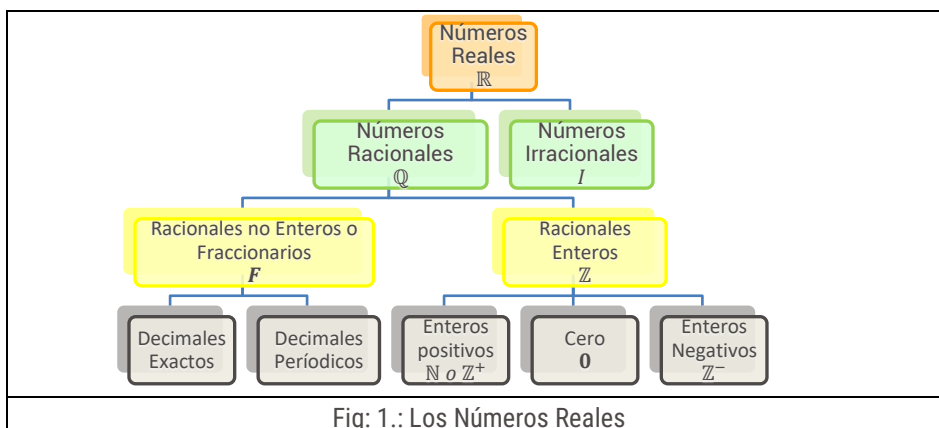 Números
Reales
ℝ
Números
Racionales
ℚ
Números
Irracionales
I
Racionales no Enteros o
Fraccionarios
F
Racionales
Enteros
ℤ
Decimales
Exactos
Decimales
Períodicos
Enteros
positivos
ℕ o ℤ⁺
Cero
0
Enteros
Negativos
ℤ⁻
Fig: 1.: Los Números Reales